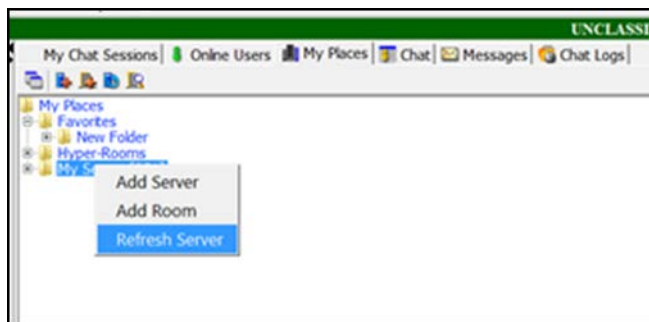 UNCLASSI
My Chat Sessions Online Users My Places Chat Messages Chat Logs
My Places
Favorites
New Folder
Hyper-Rooms
My
Add Server
Add Room
Refresh Server